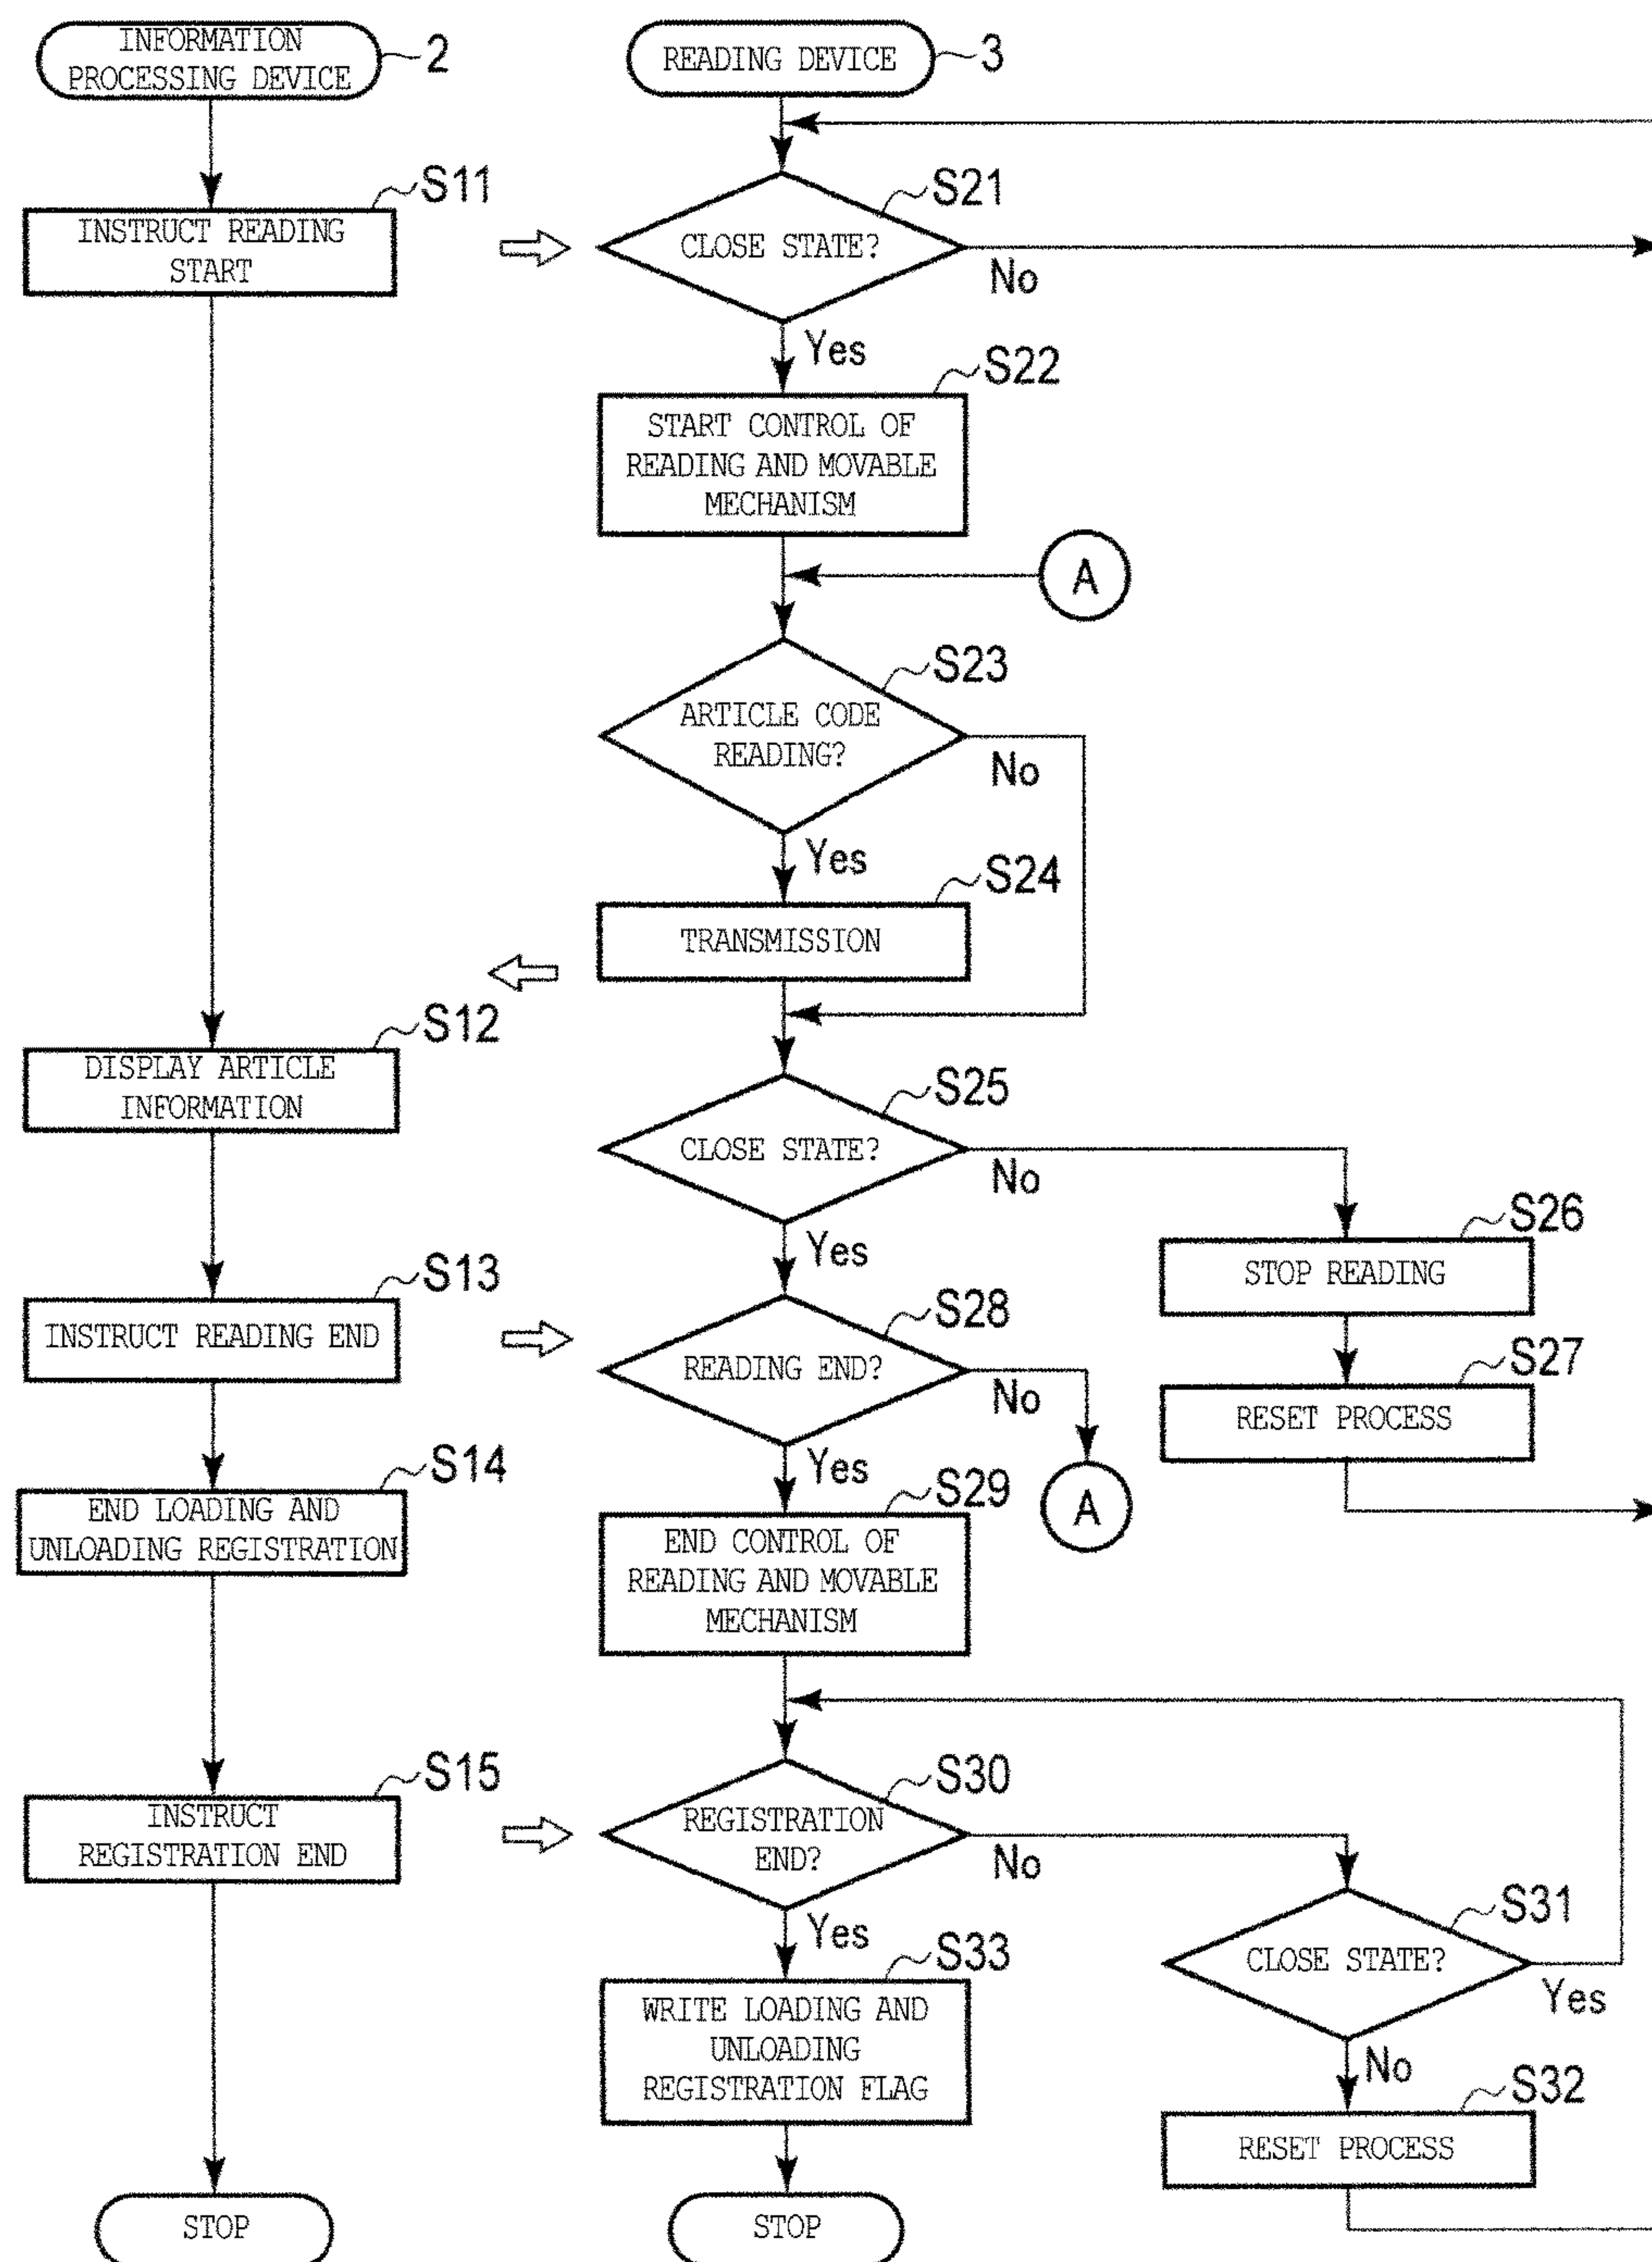 INFORMATION
PROCESSING DEVICE
2
S11
INSTRUCT READING
START
S12
DISPLAY ARTICLE
INFORMATION
S13
INSTRUCT READING END
S14
END LOADING AND
UNLOADING REGISTRATION
S15
INSTRUCT
REGISTRATION END
STOP
READING DEVICE
3
S21
CLOSE STATE?
No
Yes
S22
START CONTROL OF
READING AND MOVABLE
MECHANISM
A
S23
ARTICLE CODE
READING?
No
Yes
S24
TRANSMISSION
S25
CLOSE STATE?
No
Yes
S26
STOP READING
S27
RESET PROCESS
S28
READING END?
No
A
Yes
S29
END CONTROL OF
READING AND MOVABLE
MECHANISM
S30
REGISTRATION
END?
No
Yes
S31
CLOSE STATE?
Yes
No
S32
RESET PROCESS
S33
WRITE LOADING AND
UNLOADING
REGISTRATION FLAG
STOP